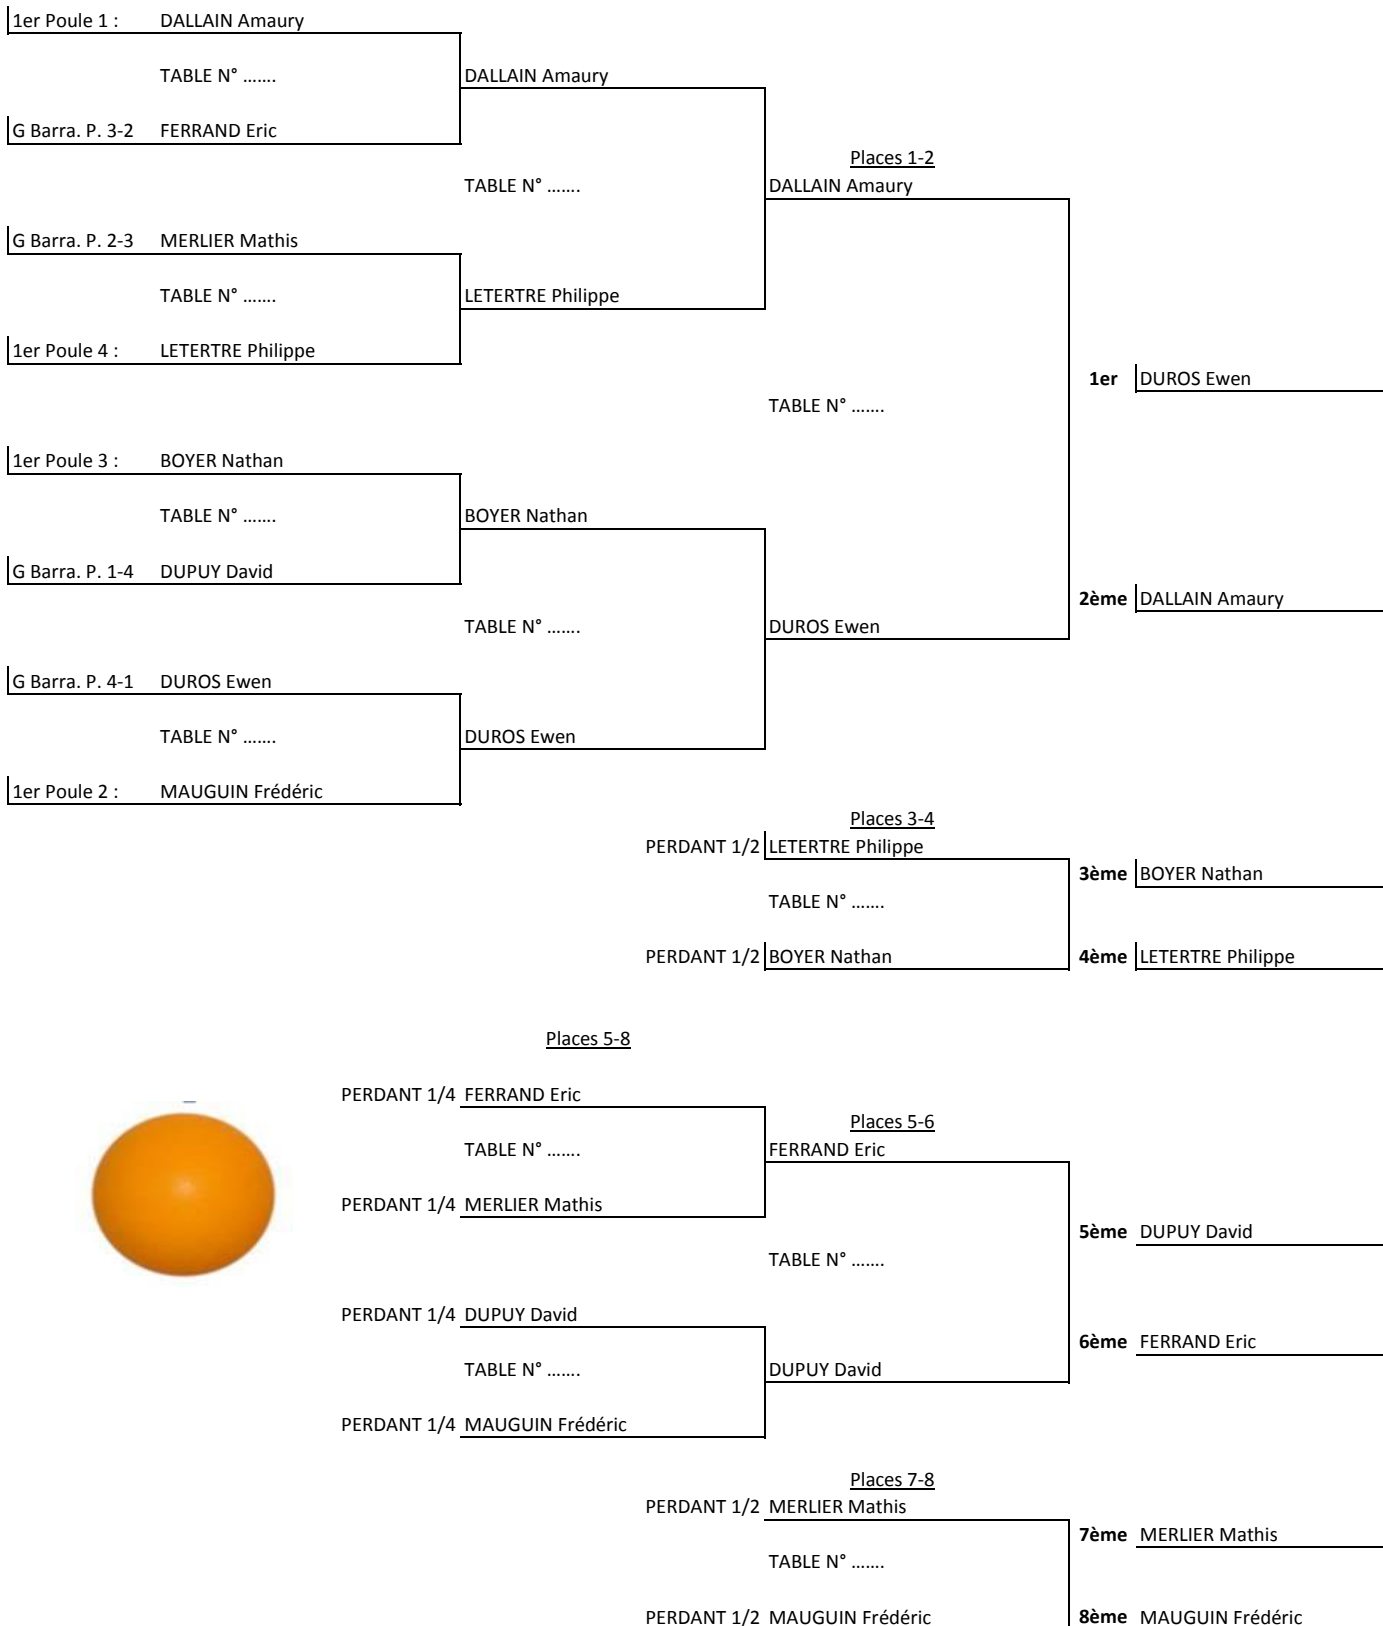 1er Poule 1 : DALLAIN Amaury
TABLE N° ....... DALLAIN Amaury
G Barra. P. 3-2 FERRAND Eric
Places 1-2
TABLE N° ....... DALLAIN Amaury
G Barra. P. 2-3 MERLIER Mathis
TABLE N° ....... LETERTRE Philippe
1er Poule 4 : LETERTRE Philippe
1er DUROS Ewen
TABLE N° .......
1er Poule 3 : BOYER Nathan
TABLE N° ....... BOYER Nathan
G Barra. P. 1-4 DUPUY David
2ème DALLAIN Amaury
TABLE N° ....... DUROS Ewen
G Barra. P. 4-1 DUROS Ewen
TABLE N° ....... DUROS Ewen
1er Poule 2 : MAUGUIN Frédéric
Places 3-4
PERDANT 1/2 LETERTRE Philippe
3ème BOYER Nathan
TABLE N° .......
PERDANT 1/2 BOYER Nathan 4ème LETERTRE Philippe
Places 5-8
PERDANT 1/4 FERRAND Eric
Places 5-6
TABLE N° ....... FERRAND Eric
PERDANT 1/4 MERLIER Mathis
5ème DUPUY David
TABLE N° .......
PERDANT 1/4 DUPUY David
6ème FERRAND Eric
TABLE N° ....... DUPUY David
PERDANT 1/4 MAUGUIN Frédéric
Places 7-8
PERDANT 1/2 MERLIER Mathis
7ème MERLIER Mathis
TABLE N° .......
PERDANT 1/2 MAUGUIN Frédéric 8ème MAUGUIN Frédéric